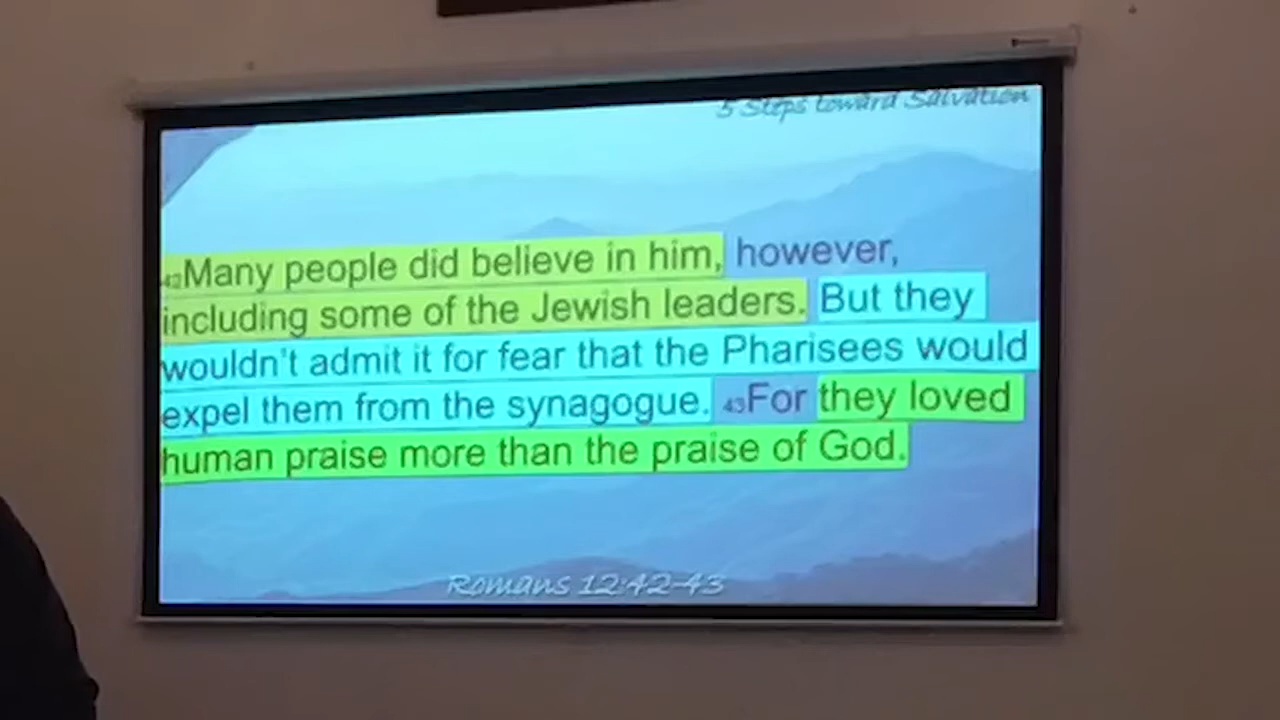 5 Steps toward Salvation
42Many people did believe in him, however,
including some of the Jewish leaders. But they
wouldn't admit it for fear that the Pharisees would
expel them from the synagogue. 43For they loved
human praise more than the praise of God.
Romans 12:42-43